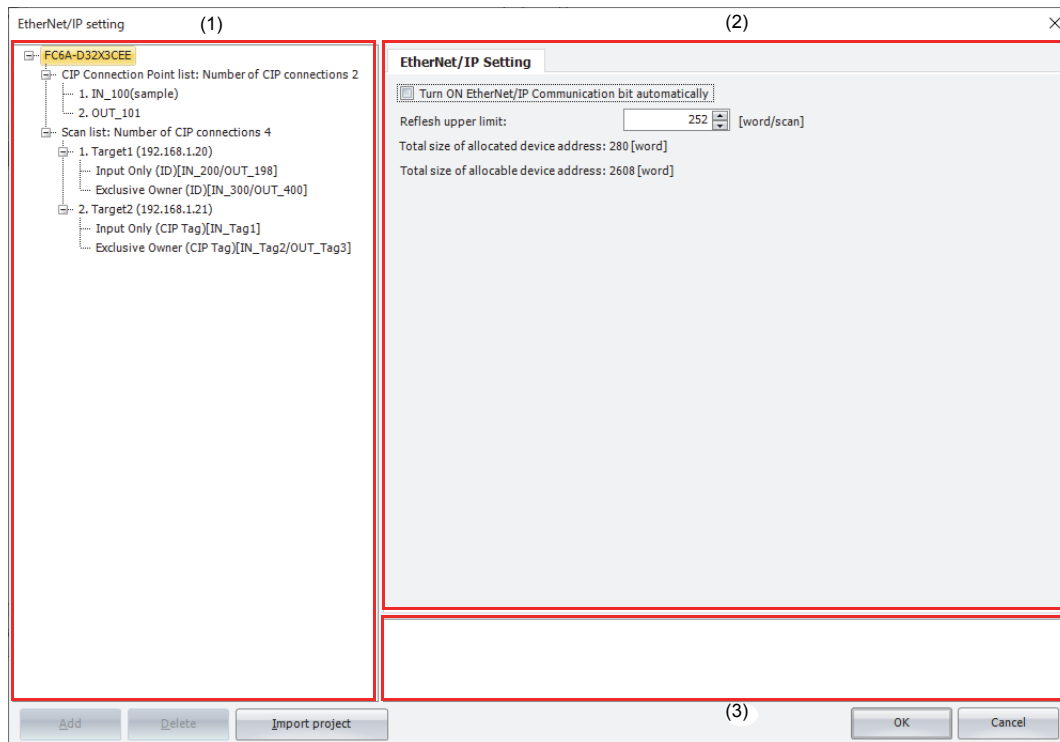 EtherNet/IP setting
(1)
(2)
FC6A-D32X3CEE
CIP Connection Point list: Number of CIP connections 2
1. IN_100(sample)
2. OUT_101
Scan list: Number of CIP connections 4
1. Target1 (192.168.1.20)
Input Only (ID)[IN_200/OUT_198]
Exclusive Owner (ID)[IN_300/OUT_400]
2. Target2 (192.168.1.21)
Input Only (CIP Tag)[IN_Tag1]
Exclusive Owner (CIP Tag)[IN_Tag2/OUT_Tag3]
EtherNet/IP Setting
Turn ON EtherNet/IP Communication bit automatically
Reflesh upper limit: 252 [word/scan]
Total size of allocated device address: 280 [word]
Total size of allocable device address: 2608 [word]
(3)
Add Delete Import project OK Cancel